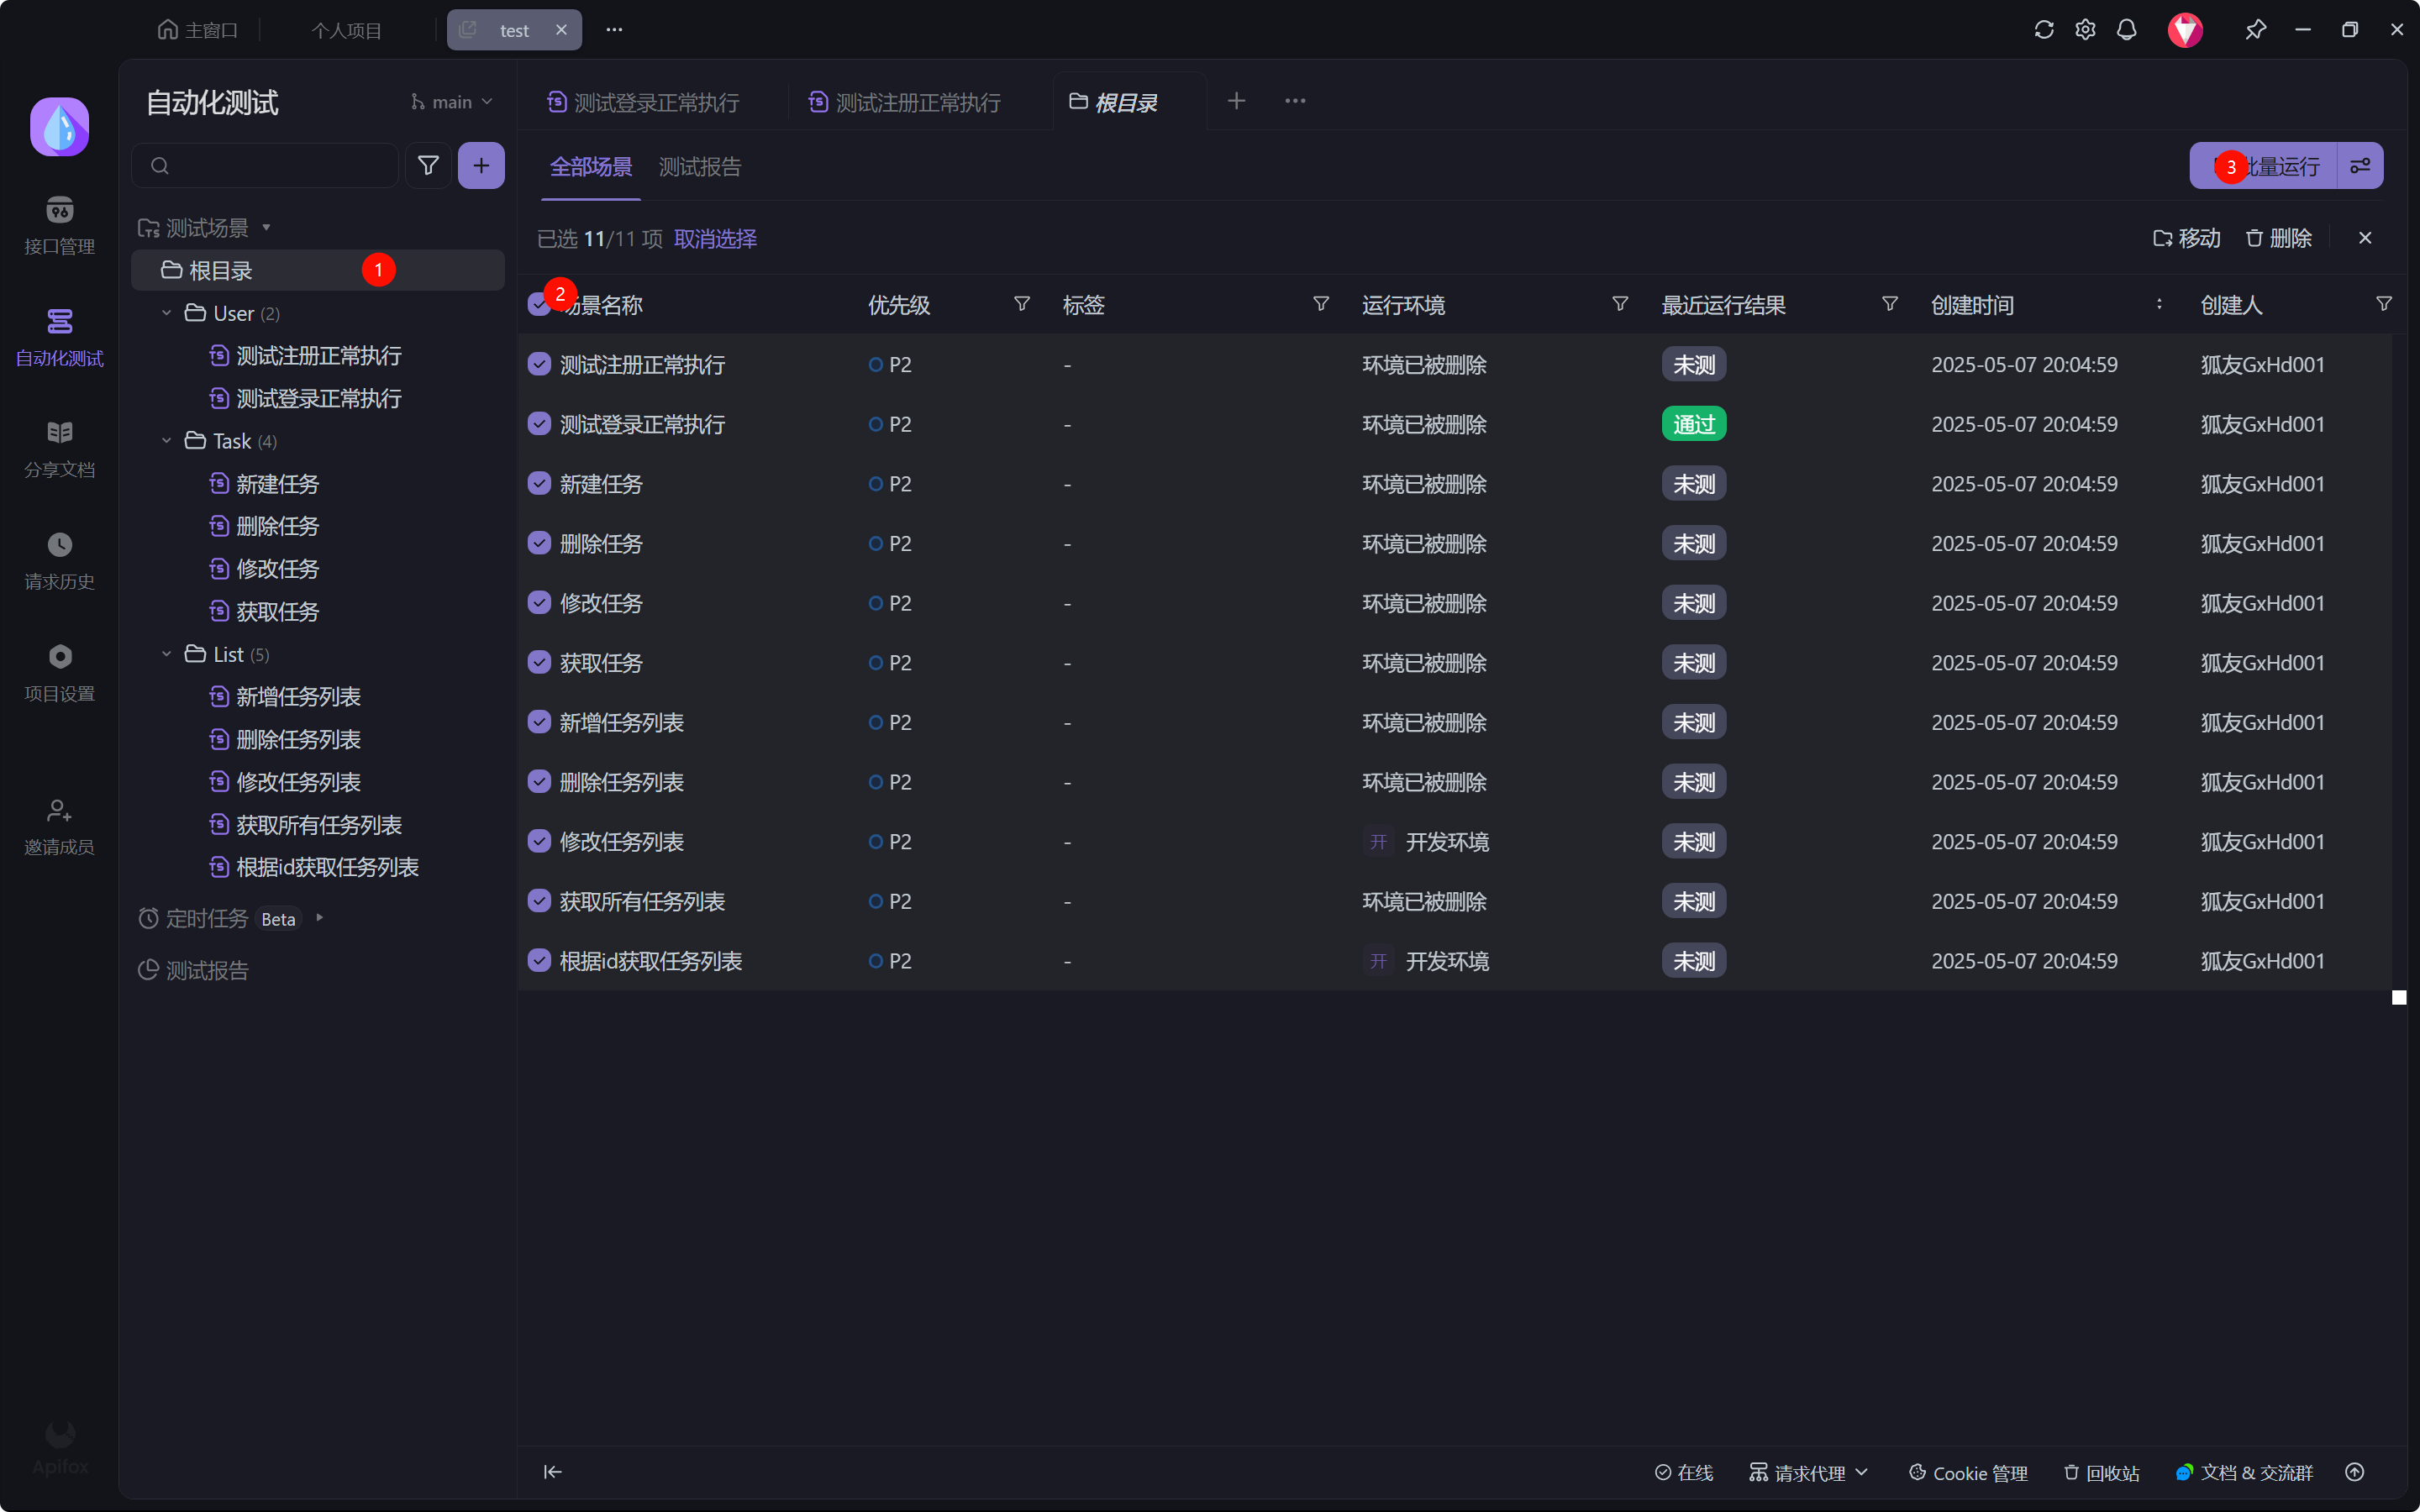 主窗口
个人项目
test
自动化测试
main
测试登录正常执行
测试注册正常执行
根目录
全部场景
测试报告
3
批量运行
已选 11/11 项 取消选择
移动
删除
测试场景
根目录
1
User (2)
测试注册正常执行
测试登录正常执行
Task (4)
新建任务
删除任务
修改任务
获取任务
List (5)
新增任务列表
删除任务列表
修改任务列表
获取所有任务列表
根据id获取任务列表
定时任务 Beta
测试报告
接口管理
自动化测试
分享文档
请求历史
项目设置
邀请成员
Apifox
2
景名称 优先级 标签 运行环境 最近运行结果 创建时间 创建人
测试注册正常执行 P2 - 环境已被删除 未测 2025-05-07 20:04:59 狐友GxHd001
测试登录正常执行 P2 - 环境已被删除 通过 2025-05-07 20:04:59 狐友GxHd001
新建任务 P2 - 环境已被删除 未测 2025-05-07 20:04:59 狐友GxHd001
删除任务 P2 - 环境已被删除 未测 2025-05-07 20:04:59 狐友GxHd001
修改任务 P2 - 环境已被删除 未测 2025-05-07 20:04:59 狐友GxHd001
获取任务 P2 - 环境已被删除 未测 2025-05-07 20:04:59 狐友GxHd001
新增任务列表 P2 - 环境已被删除 未测 2025-05-07 20:04:59 狐友GxHd001
删除任务列表 P2 - 环境已被删除 未测 2025-05-07 20:04:59 狐友GxHd001
修改任务列表 P2 - 开 开发环境 未测 2025-05-07 20:04:59 狐友GxHd001
获取所有任务列表 P2 - 环境已被删除 未测 2025-05-07 20:04:59 狐友GxHd001
根据id获取任务列表 P2 - 开 开发环境 未测 2025-05-07 20:04:59 狐友GxHd001
在线
请求代理
Cookie 管理
回收站
文档 & 交流群